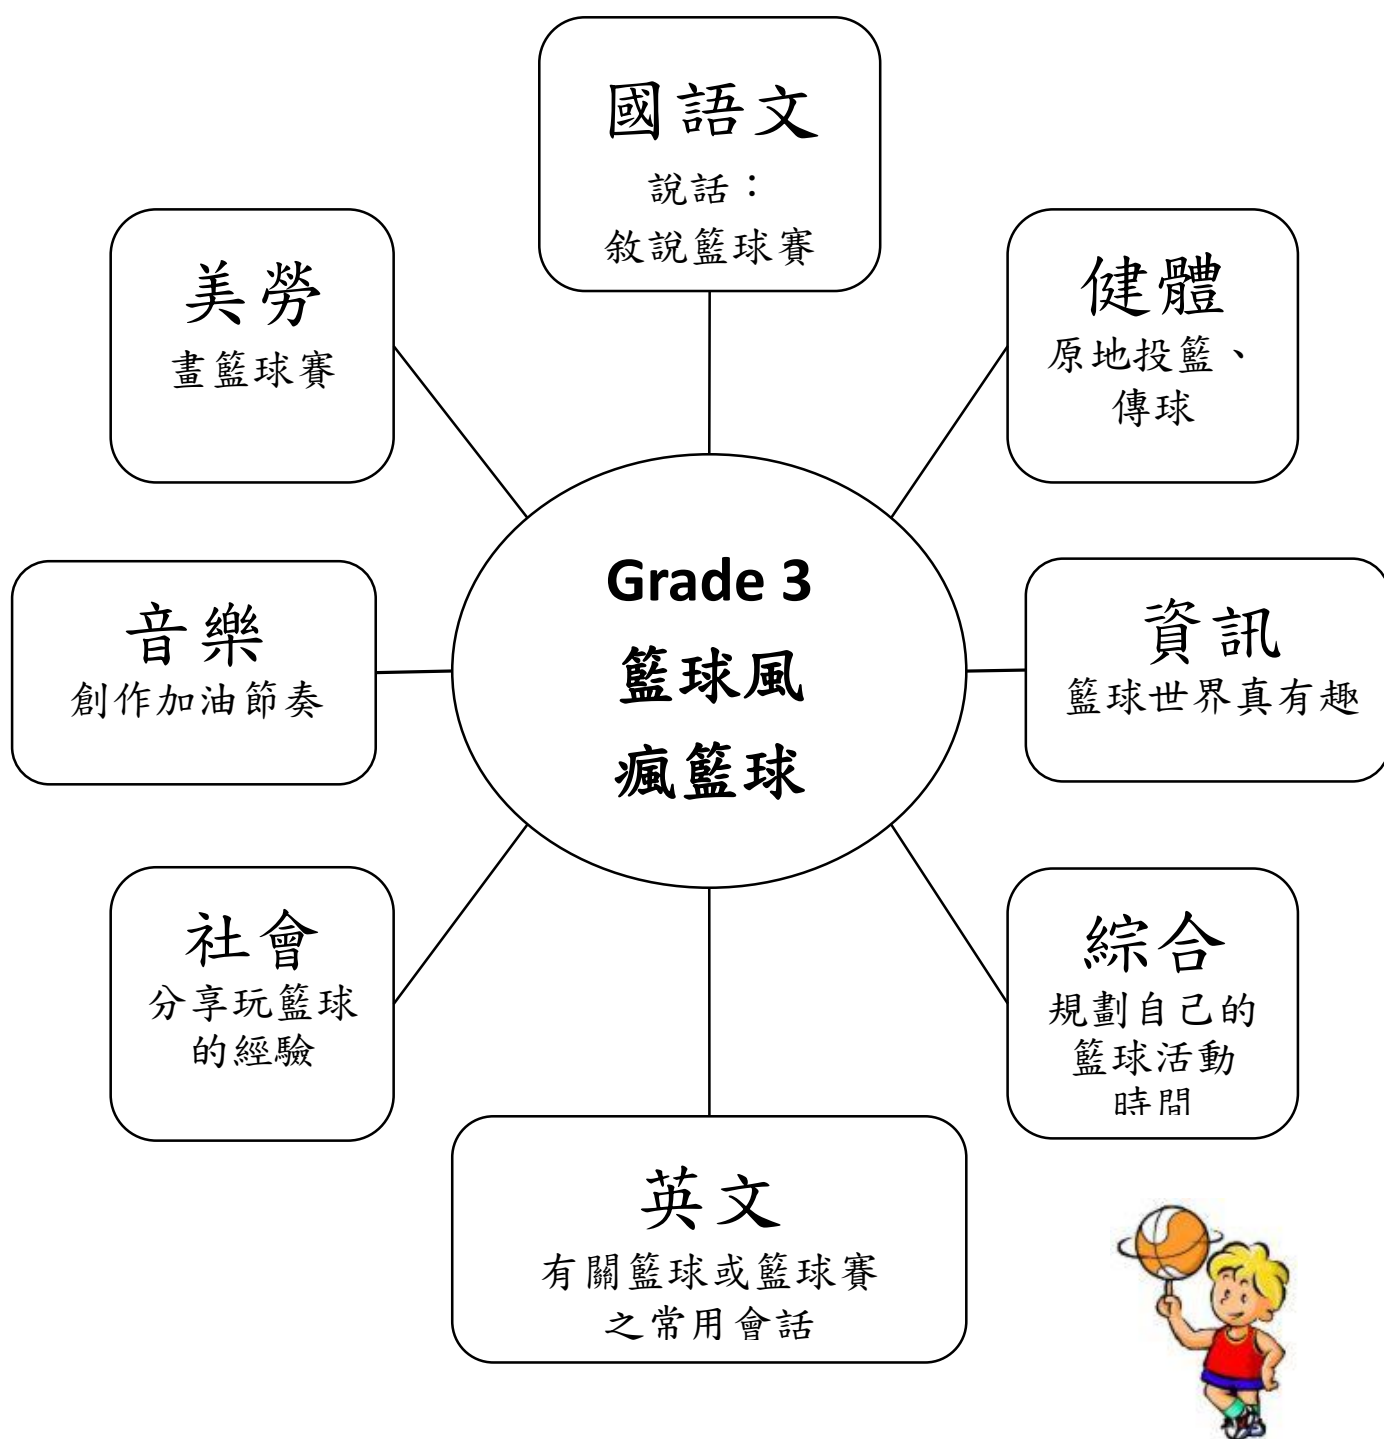 國語文
說話：
敘說籃球賽
美勞
畫籃球賽
健體
原地投籃、
傳球
Grade 3
籃球風
瘋籃球
音樂
創作加油節奏
資訊
籃球世界真有趣
社會
分享玩籃球
的經驗
綜合
規劃自己的
籃球活動
時間
英文
有關籃球或籃球賽
之常用會話